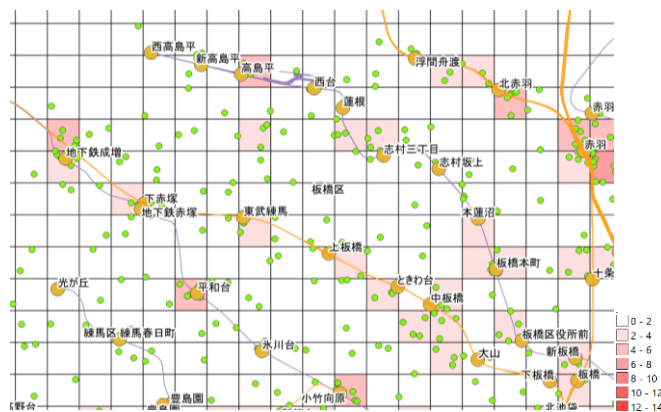 西高島平
新高島平
高島平
浮間舟渡
西台
北赤羽
蓮根
赤羽
赤羽
地下鉄成増
志村三丁目
志村坂上
板橋区
下赤塚
地下鉄赤塚
東武練馬
本蓮沼
上板橋
板橋本町
光が丘
平和台
ときわ台
十条
中板橋
練馬区
練馬春日町
板橋区役所前
氷川台
大山
新板橋
下板橋
板橋
豊島園
豊島園
小竹向原
北池袋
0 - 2
2 - 4
4 - 6
6 - 8
8 - 10
10 - 12
12 - 14